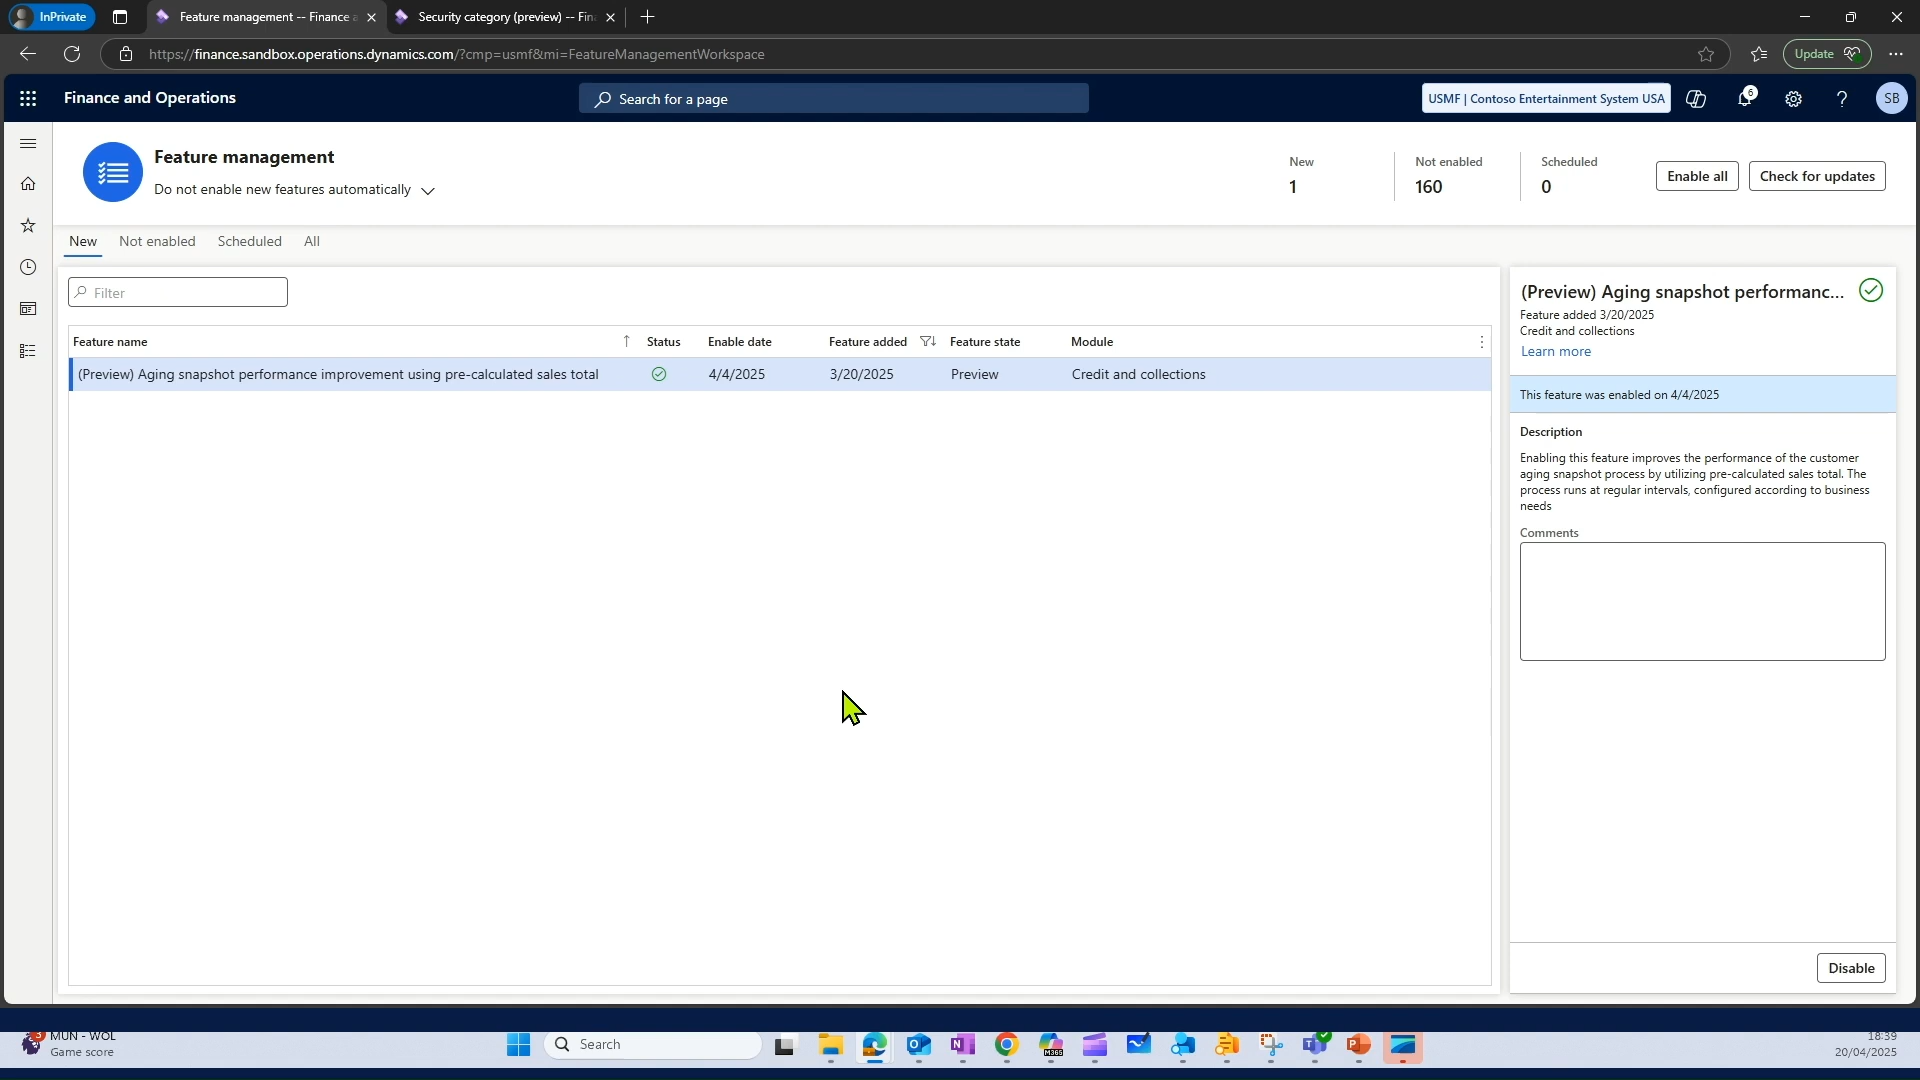 InPrivate
Feature management -- Finance a
Security category (preview) -- Fin
https://finance.sandbox.operations.dynamics.com/?cmp=usmf&mi=FeatureManagementWorkspace
Update
Finance and Operations
Search for a page
USMF | Contoso Entertainment System USA
6
SB
Feature management
Do not enable new features automatically
New
1
Not enabled
160
Scheduled
0
Enable all
Check for updates
New Not enabled Scheduled All
Filter
Feature name Status Enable date Feature added Feature state Module
(Preview) Aging snapshot performance improvement using pre-calculated sales total 4/4/2025 3/20/2025 Preview Credit and collections
(Preview) Aging snapshot performanc...
Feature added 3/20/2025
Credit and collections
Learn more
This feature was enabled on 4/4/2025
Description
Enabling this feature improves the performance of the customer
aging snapshot process by utilizing pre-calculated sales total. The
process runs at regular intervals, configured according to business
needs
Comments
Disable
3
MUN - WOL
Game score
Search
M365
18:39
20/04/2025